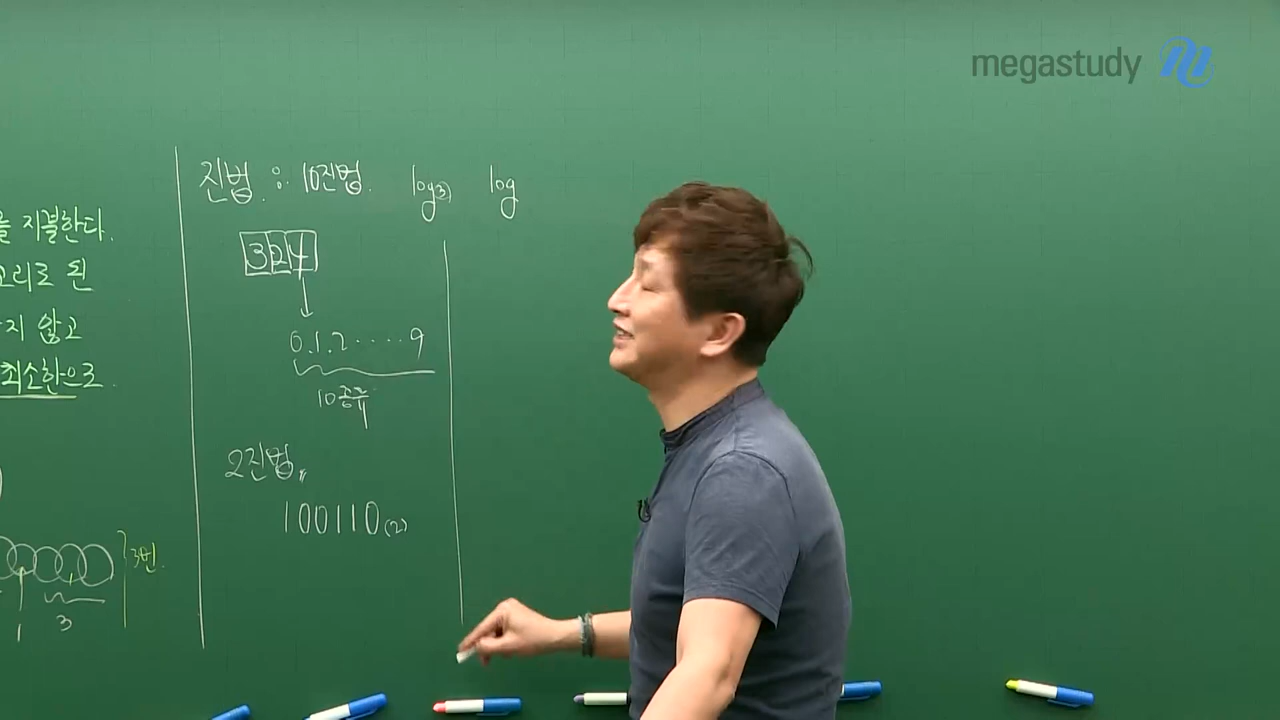 megastudy
을 지불한다.
고리로 된
지 않고
최소한으로.
3번.
1
3
진법 : 10진법. log log
324
0.1.2.....9
10종류
2진법
100110(2)